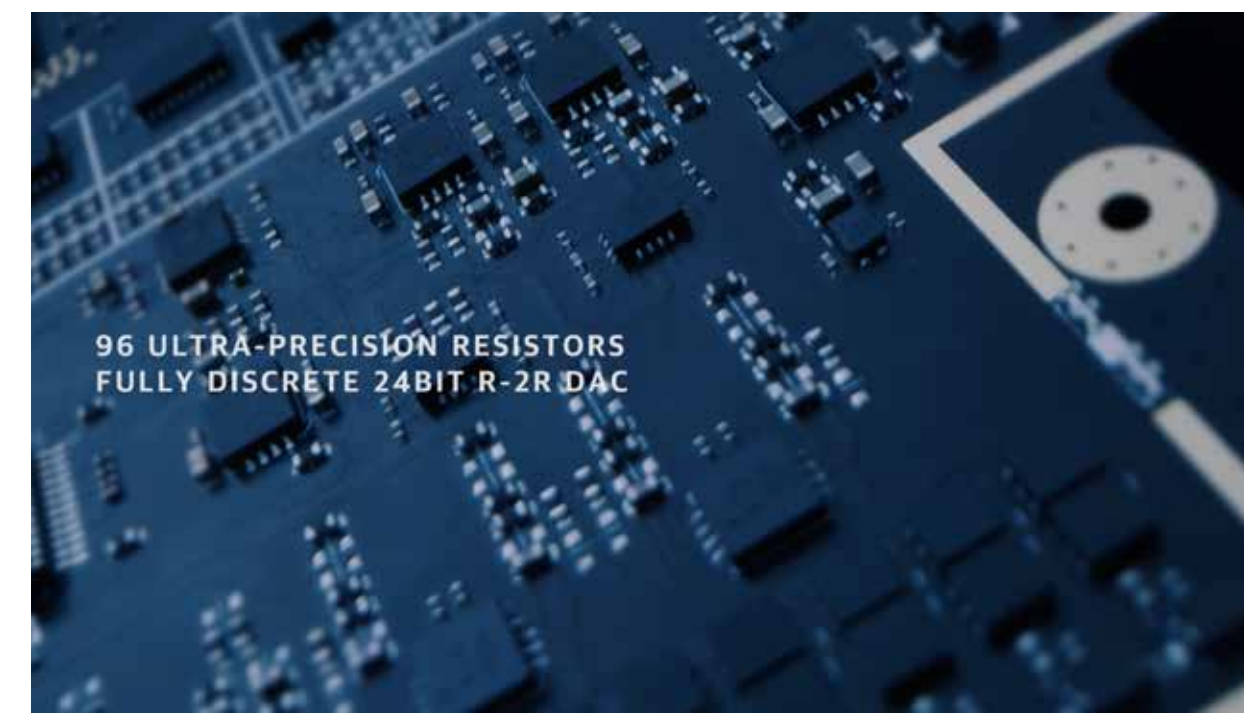 96 ULTRA-PRECISION RESISTORS
FULLY DISCRETE 24BIT R-2R DAC